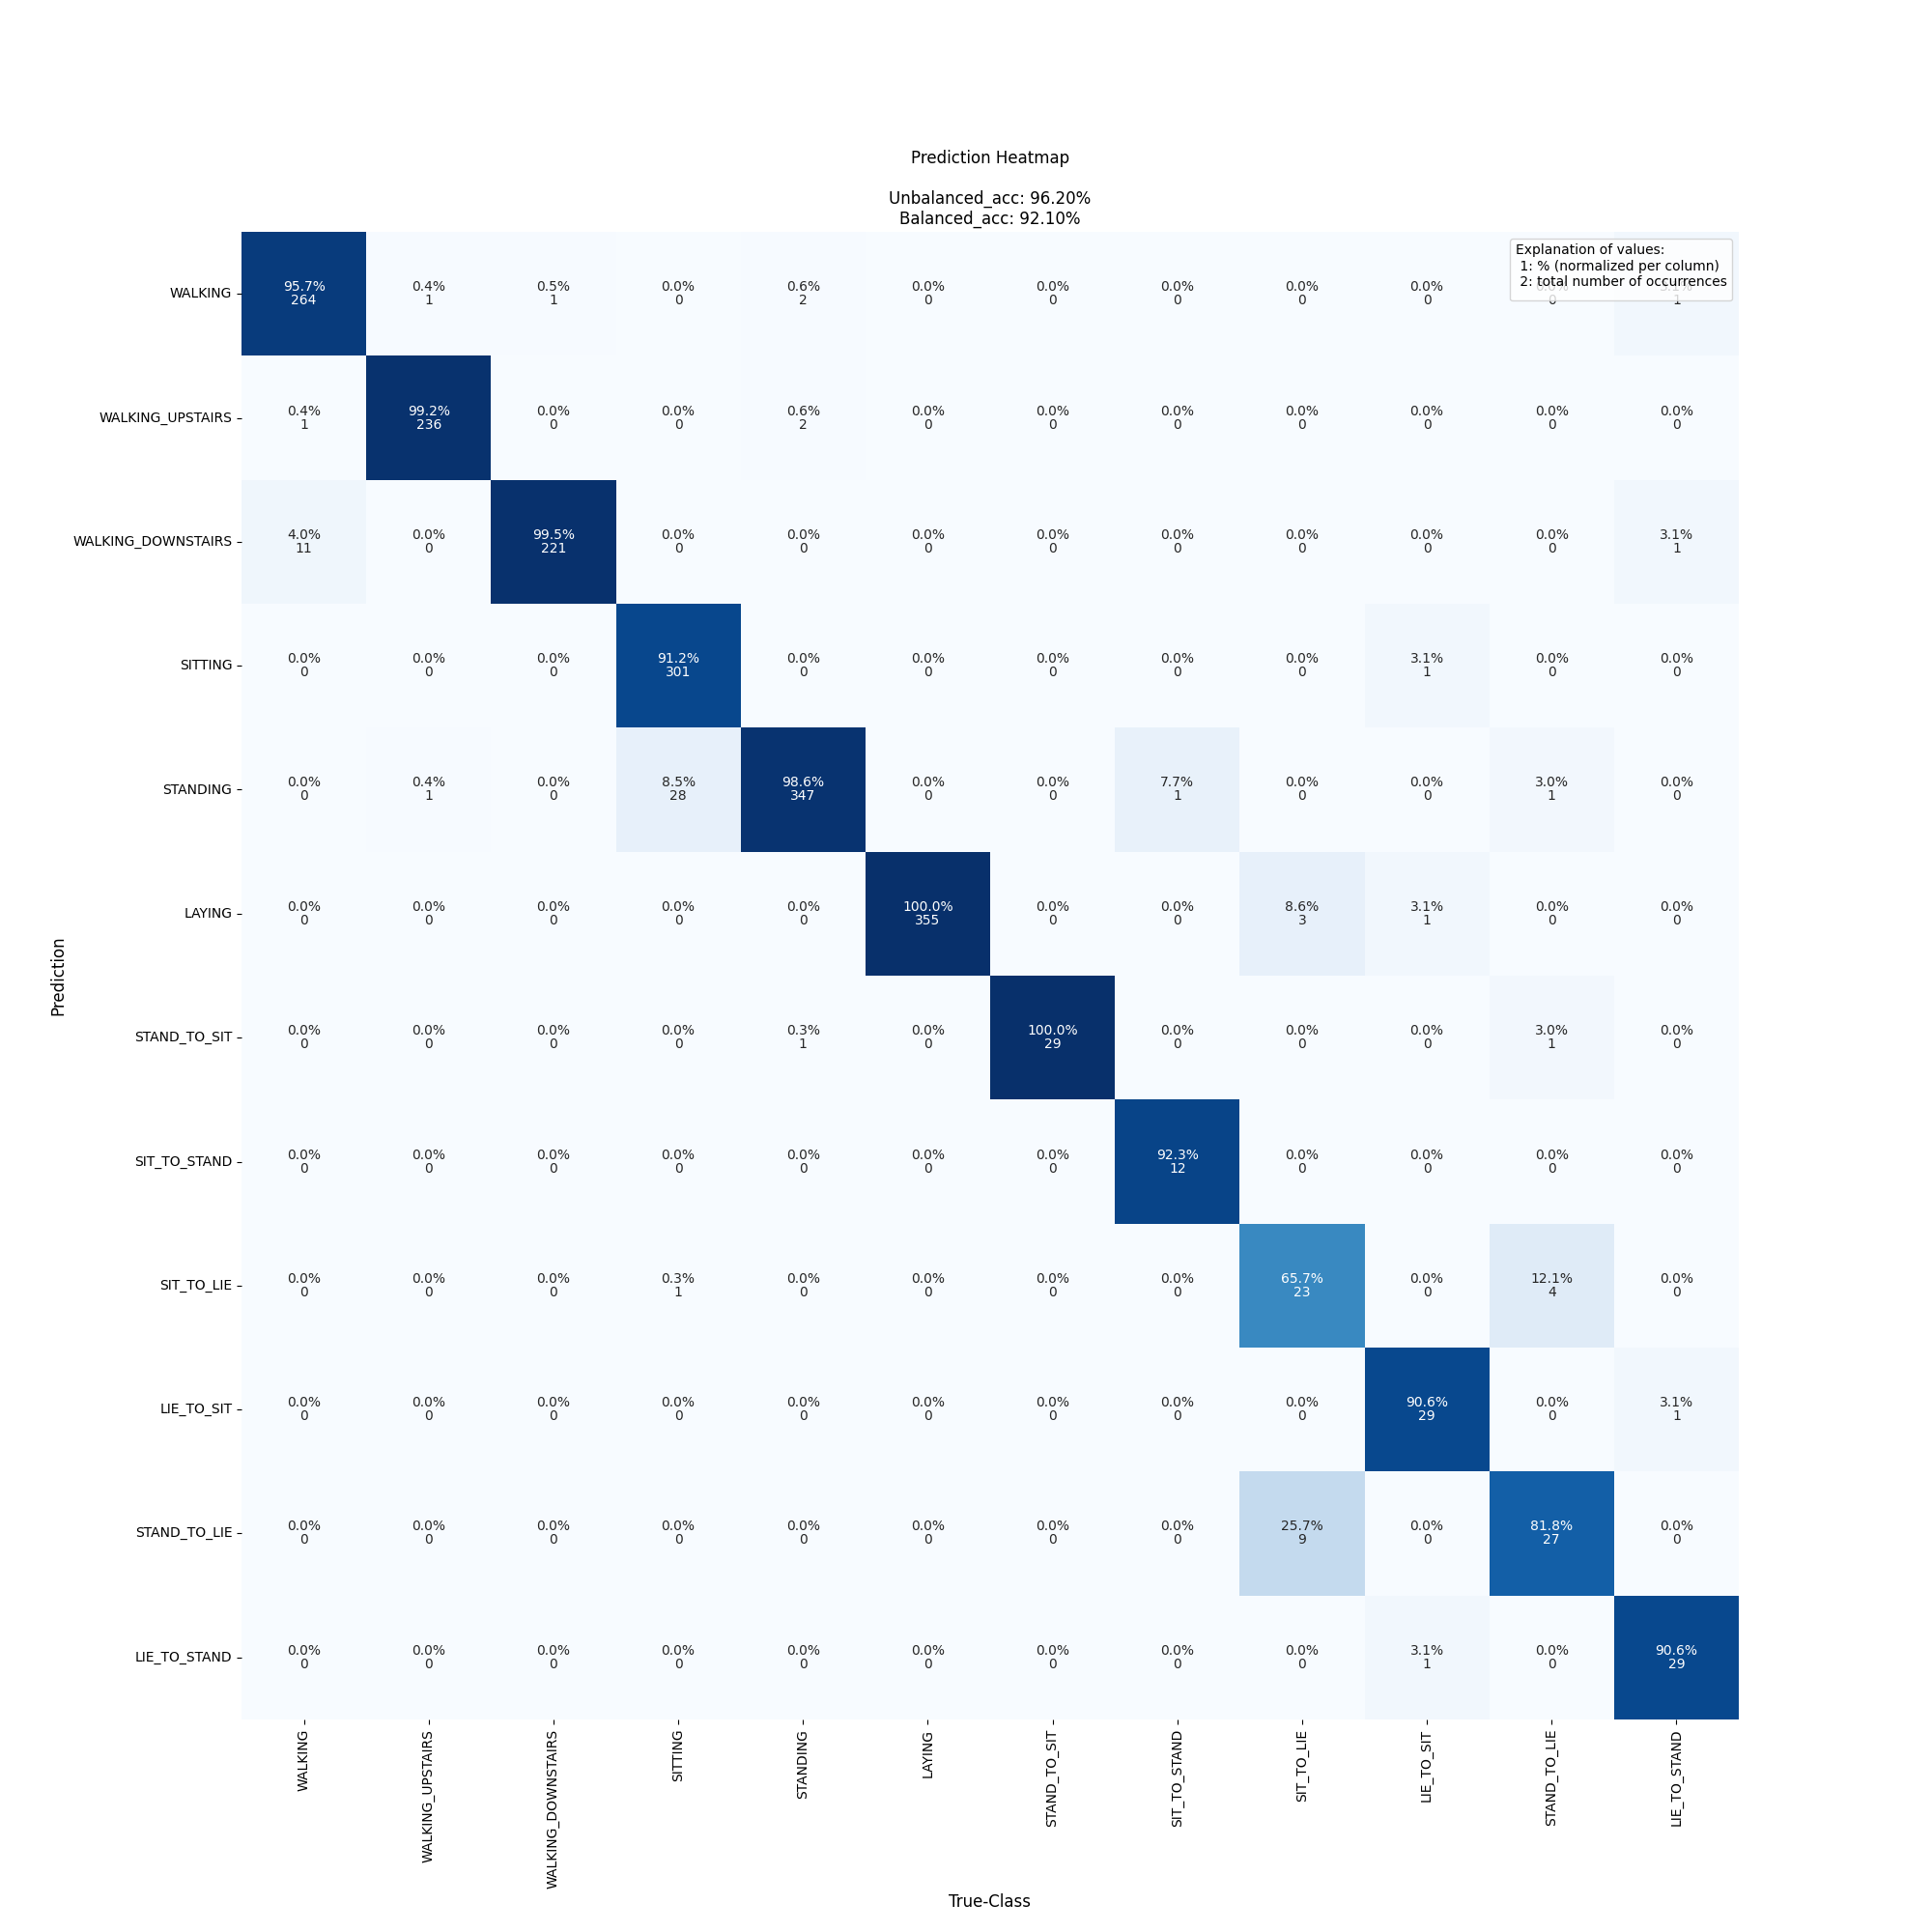 Prediction Heatmap
Unbalanced_acc: 96.20%
Balanced_acc: 92.10%
Explanation of values:
1: % (normalized per column)
2: total number of occurrences
WALKING
95.7% 0.4% 0.5% 0.0% 0.6% 0.0% 0.0% 0.0% 0.0% 0.0%
264 1 1 0 2 0 0 0 0 0 0 1
WALKING_UPSTAIRS
0.4% 99.2% 0.0% 0.0% 0.6% 0.0% 0.0% 0.0% 0.0% 0.0% 0.0% 0.0%
1 236 0 0 2 0 0 0 0 0 0 0
WALKING_DOWNSTAIRS
4.0% 0.0% 99.5% 0.0% 0.0% 0.0% 0.0% 0.0% 0.0% 0.0% 0.0% 3.1%
11 0 221 0 0 0 0 0 0 0 0 1
SITTING
0.0% 0.0% 0.0% 91.2% 0.0% 0.0% 0.0% 0.0% 0.0% 3.1% 0.0% 0.0%
0 0 0 301 0 0 0 0 0 1 0 0
STANDING
0.0% 0.4% 0.0% 8.5% 98.6% 0.0% 0.0% 7.7% 0.0% 0.0% 3.0% 0.0%
0 1 0 28 347 0 0 1 0 0 1 0
LAYING
0.0% 0.0% 0.0% 0.0% 0.0% 100.0% 0.0% 0.0% 8.6% 3.1% 0.0% 0.0%
0 0 0 0 0 355 0 0 3 1 0 0
STAND_TO_SIT
0.0% 0.0% 0.0% 0.0% 0.3% 0.0% 100.0% 0.0% 0.0% 0.0% 3.0% 0.0%
0 0 0 0 1 0 29 0 0 0 1 0
SIT_TO_STAND
0.0% 0.0% 0.0% 0.0% 0.0% 0.0% 0.0% 92.3% 0.0% 0.0% 0.0% 0.0%
0 0 0 0 0 0 0 12 0 0 0 0
SIT_TO_LIE
0.0% 0.0% 0.0% 0.3% 0.0% 0.0% 0.0% 0.0% 65.7% 0.0% 12.1% 0.0%
0 0 0 1 0 0 0 0 23 0 4 0
LIE_TO_SIT
0.0% 0.0% 0.0% 0.0% 0.0% 0.0% 0.0% 0.0% 0.0% 90.6% 0.0% 3.1%
0 0 0 0 0 0 0 0 0 29 0 1
STAND_TO_LIE
0.0% 0.0% 0.0% 0.0% 0.0% 0.0% 0.0% 0.0% 25.7% 0.0% 81.8% 0.0%
0 0 0 0 0 0 0 0 9 0 27 0
LIE_TO_STAND
0.0% 0.0% 0.0% 0.0% 0.0% 0.0% 0.0% 0.0% 0.0% 3.1% 0.0% 90.6%
0 0 0 0 0 0 0 0 0 1 0 29
Prediction
WALKING
WALKING_UPSTAIRS
WALKING_DOWNSTAIRS
SITTING
STANDING
LAYING
STAND_TO_SIT
SIT_TO_STAND
SIT_TO_LIE
LIE_TO_SIT
STAND_TO_LIE
LIE_TO_STAND
True-Class